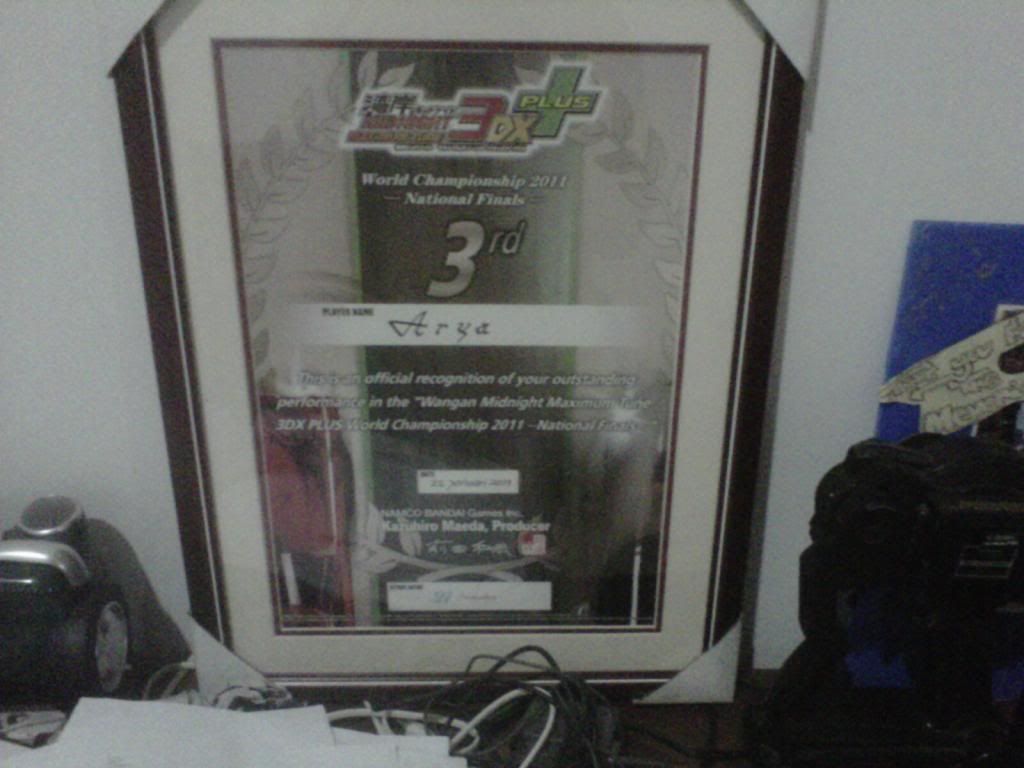 湾岸
3DX PLUS
World Championship 2011
— National Finals —
3rd
PLAYER NAME
Arya
This is an official recognition of your outstanding
performance in the "Wangan Midnight Maximum Tune
3DX PLUS World Championship 2011 –National Finals–"
DATE
NAMCO BANDAI Games Inc.
Kazuhiro Maeda, Producer